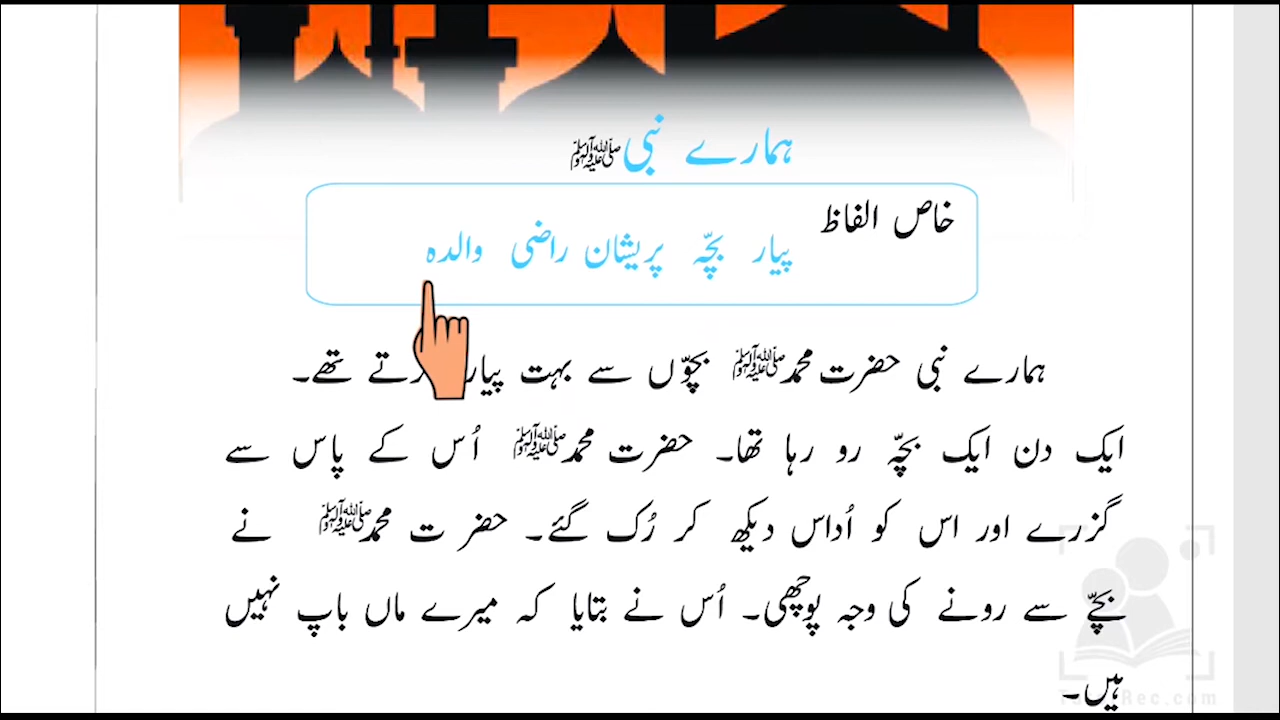 ہمارے نبی ﷺ
خاص الفاظ
پیار بچّہ پریشان راضی والدہ
ہمارے نبی حضرت محمد ﷺ بچّوں سے بہت پیار کرتے تھے۔
ایک دن ایک بچّہ رو رہا تھا۔ حضرت محمد ﷺ اُس کے پاس سے
گزرے اور اس کو اُداس دیکھ کر رُک گئے۔ حضر ت محمد ﷺ نے
بچّے سے رونے کی وجہ پوچھی۔ اُس نے بتایا کہ میرے ماں باپ نہیں
ہیں۔